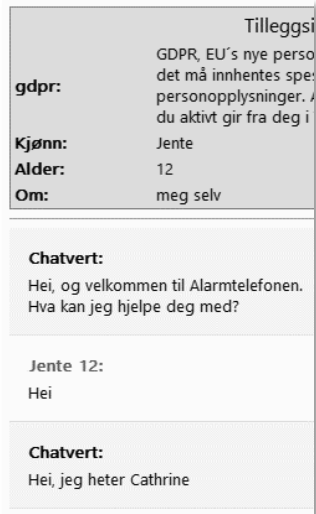 Tilleggsi
GDPR, EU´s nye perso
det må innhentes spe
gdpr:
personopplysninger. A
du aktivt gir fra deg i
Kjønn: Jente
Alder: 12
Om: meg selv
Chatvert:
Hei, og velkommen til Alarmtelefonen.
Hva kan jeg hjelpe deg med?
Jente 12:
Hei
Chatvert:
Hei, jeg heter Cathrine